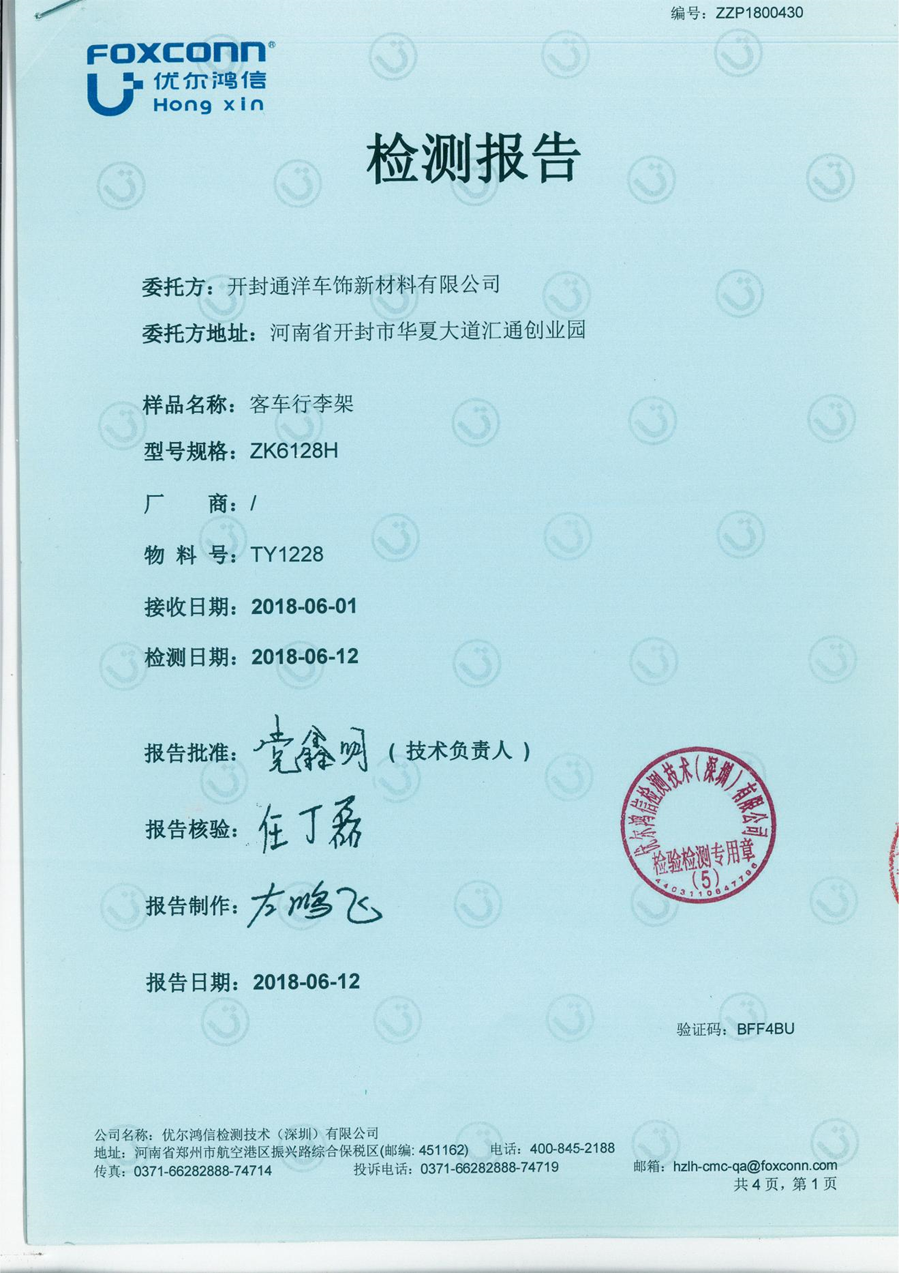 编号：ZZP1800430
FOXCONN®
优尔鸿信
Hong xin
检测报告
委托方：开封通洋车饰新材料有限公司
委托方地址：河南省开封市华夏大道汇通创业园
样品名称：客车行李架
型号规格：ZK6128H
厂 商：/
物 料 号：TY1228
接收日期：2018-06-01
检测日期：2018-06-12
报告批准：党鑫明（技术负责人）
报告核验：任丁磊
报告制作：左鹏飞
优尔鸿信检测技术（深圳）有限公司
检验检测专用章
（5）
报告日期：2018-06-12
验证码：BFF4BU
公司名称：优尔鸿信检测技术（深圳）有限公司
地址：河南省郑州市航空港区振兴路综合保税区(邮编: 451162) 电话：400-845-2188
传真：0371-66282888-74714 投诉电话：0371-66282888-74719 邮箱：hzlh-cmc-qa@foxconn.com
共 4 页，第 1 页